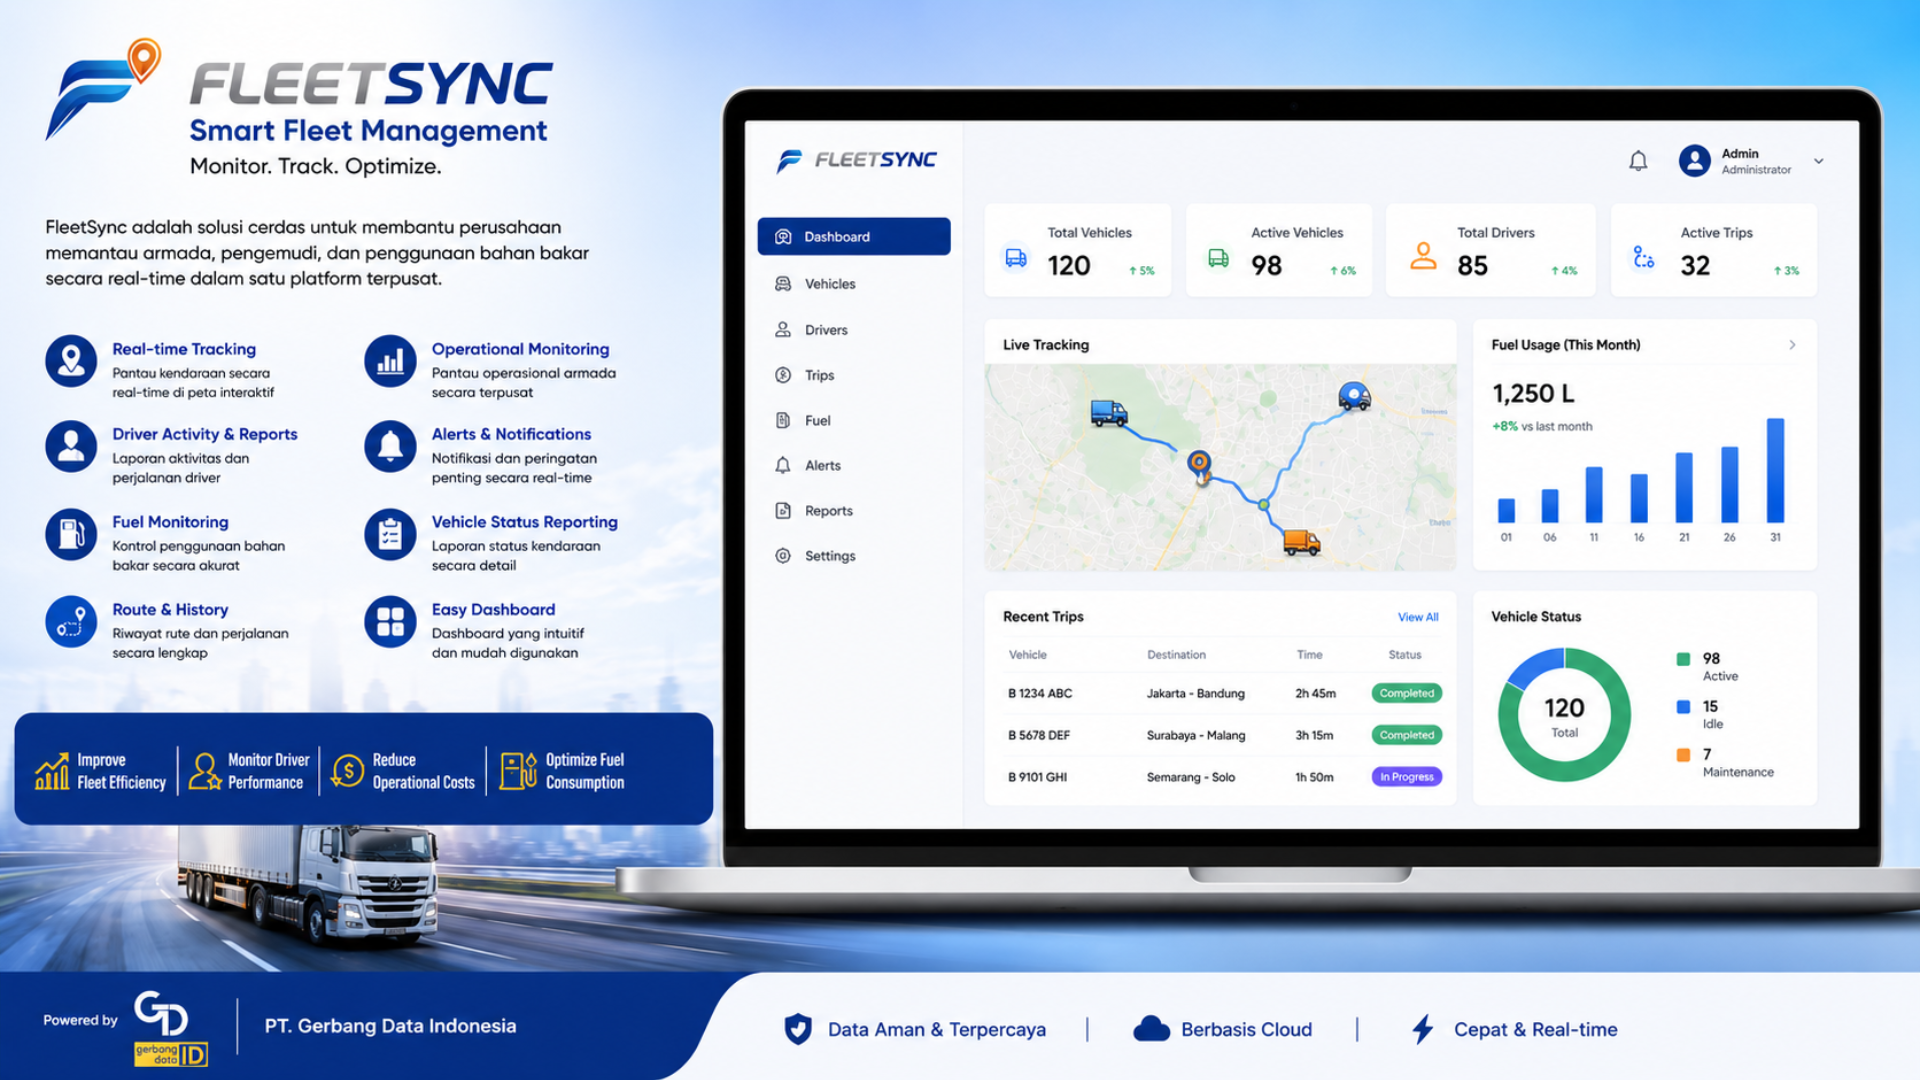 FLEETSYNC
Smart Fleet Management
Monitor. Track. Optimize.
FleetSync adalah solusi cerdas untuk membantu perusahaan
memantau armada, pengemudi, dan penggunaan bahan bakar
secara real-time dalam satu platform terpusat.
Real-time Tracking
Pantau kendaraan secara
real-time di peta interaktif
Operational Monitoring
Pantau operasional armada
secara terpusat
Driver Activity & Reports
Laporan aktivitas dan
perjalanan driver
Alerts & Notifications
Notifikasi dan peringatan
penting secara real-time
Fuel Monitoring
Kontrol penggunaan bahan
bakar secara akurat
Vehicle Status Reporting
Laporan status kendaraan
secara detail
Route & History
Riwayat rute dan perjalanan
secara lengkap
Easy Dashboard
Dashboard yang intuitif
dan mudah digunakan
Improve
Fleet Efficiency
Monitor Driver
Performance
Reduce
Operational Costs
Optimize Fuel
Consumption
FLEETSYNC
Admin
Administrator
Dashboard
Vehicles
Drivers
Trips
Fuel
Alerts
Reports
Settings
Total Vehicles
120 ↑ 5%
Active Vehicles
98 ↑ 6%
Total Drivers
85 ↑ 4%
Active Trips
32 ↑ 3%
Live Tracking
Fuel Usage (This Month)
1,250 L
+8% vs last month
01 06 11 16 21 26 31
Recent Trips View All
Vehicle Destination Time Status
B 1234 ABC Jakarta - Bandung 2h 45m Completed
B 5678 DEF Surabaya - Malang 3h 15m Completed
B 9101 GHI Semarang - Solo 1h 50m In Progress
Vehicle Status
120
Total
98
Active
15
Idle
7
Maintenance
Powered by
GD
gerbang
data
ID
PT. Gerbang Data Indonesia
Data Aman & Terpercaya
Berbasis Cloud
Cepat & Real-time